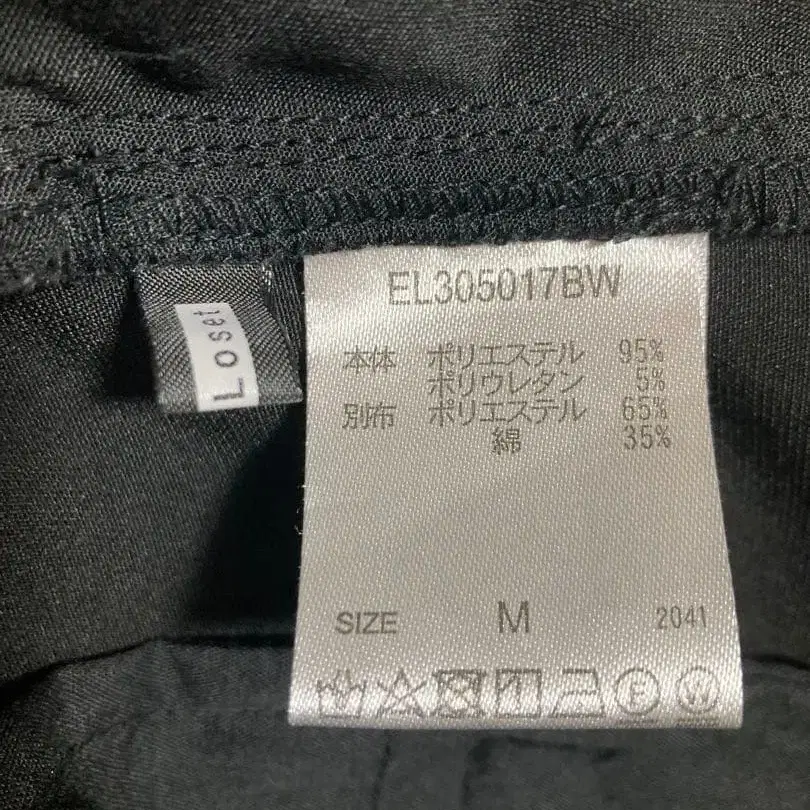 Loset
EL305017BW
本体 ポリエステル 95%
ポリウレタン 5%
別布 ポリエステル 65%
綿 35%
SIZE M 2041
F W